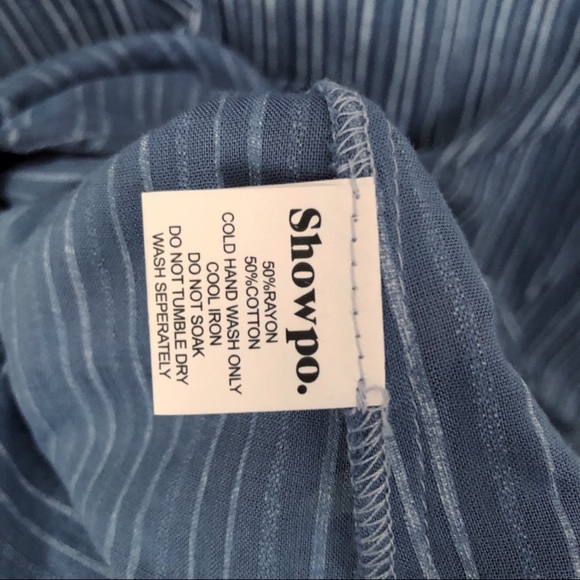 Showpo.
50%RAYON
50%COTTON
COLD HAND WASH ONLY
COOL IRON
DO NOT SOAK
DO NOT TUMBLE DRY
WASH SEPERATELY